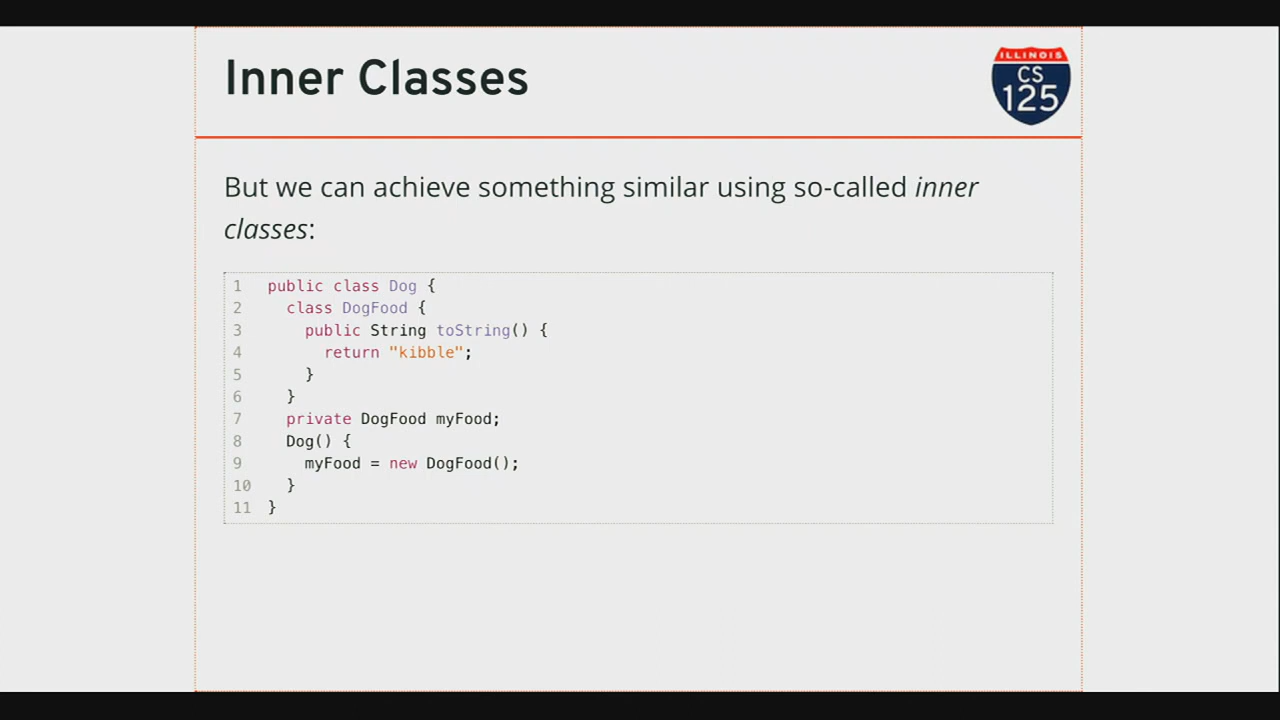 Inner Classes
ILLINOIS
CS
125
But we can achieve something similar using so-called inner
classes:
1 public class Dog {
2 class DogFood {
3 public String toString() {
4 return "kibble";
5 }
6 }
7 private DogFood myFood;
8 Dog() {
9 myFood = new DogFood();
10 }
11 }